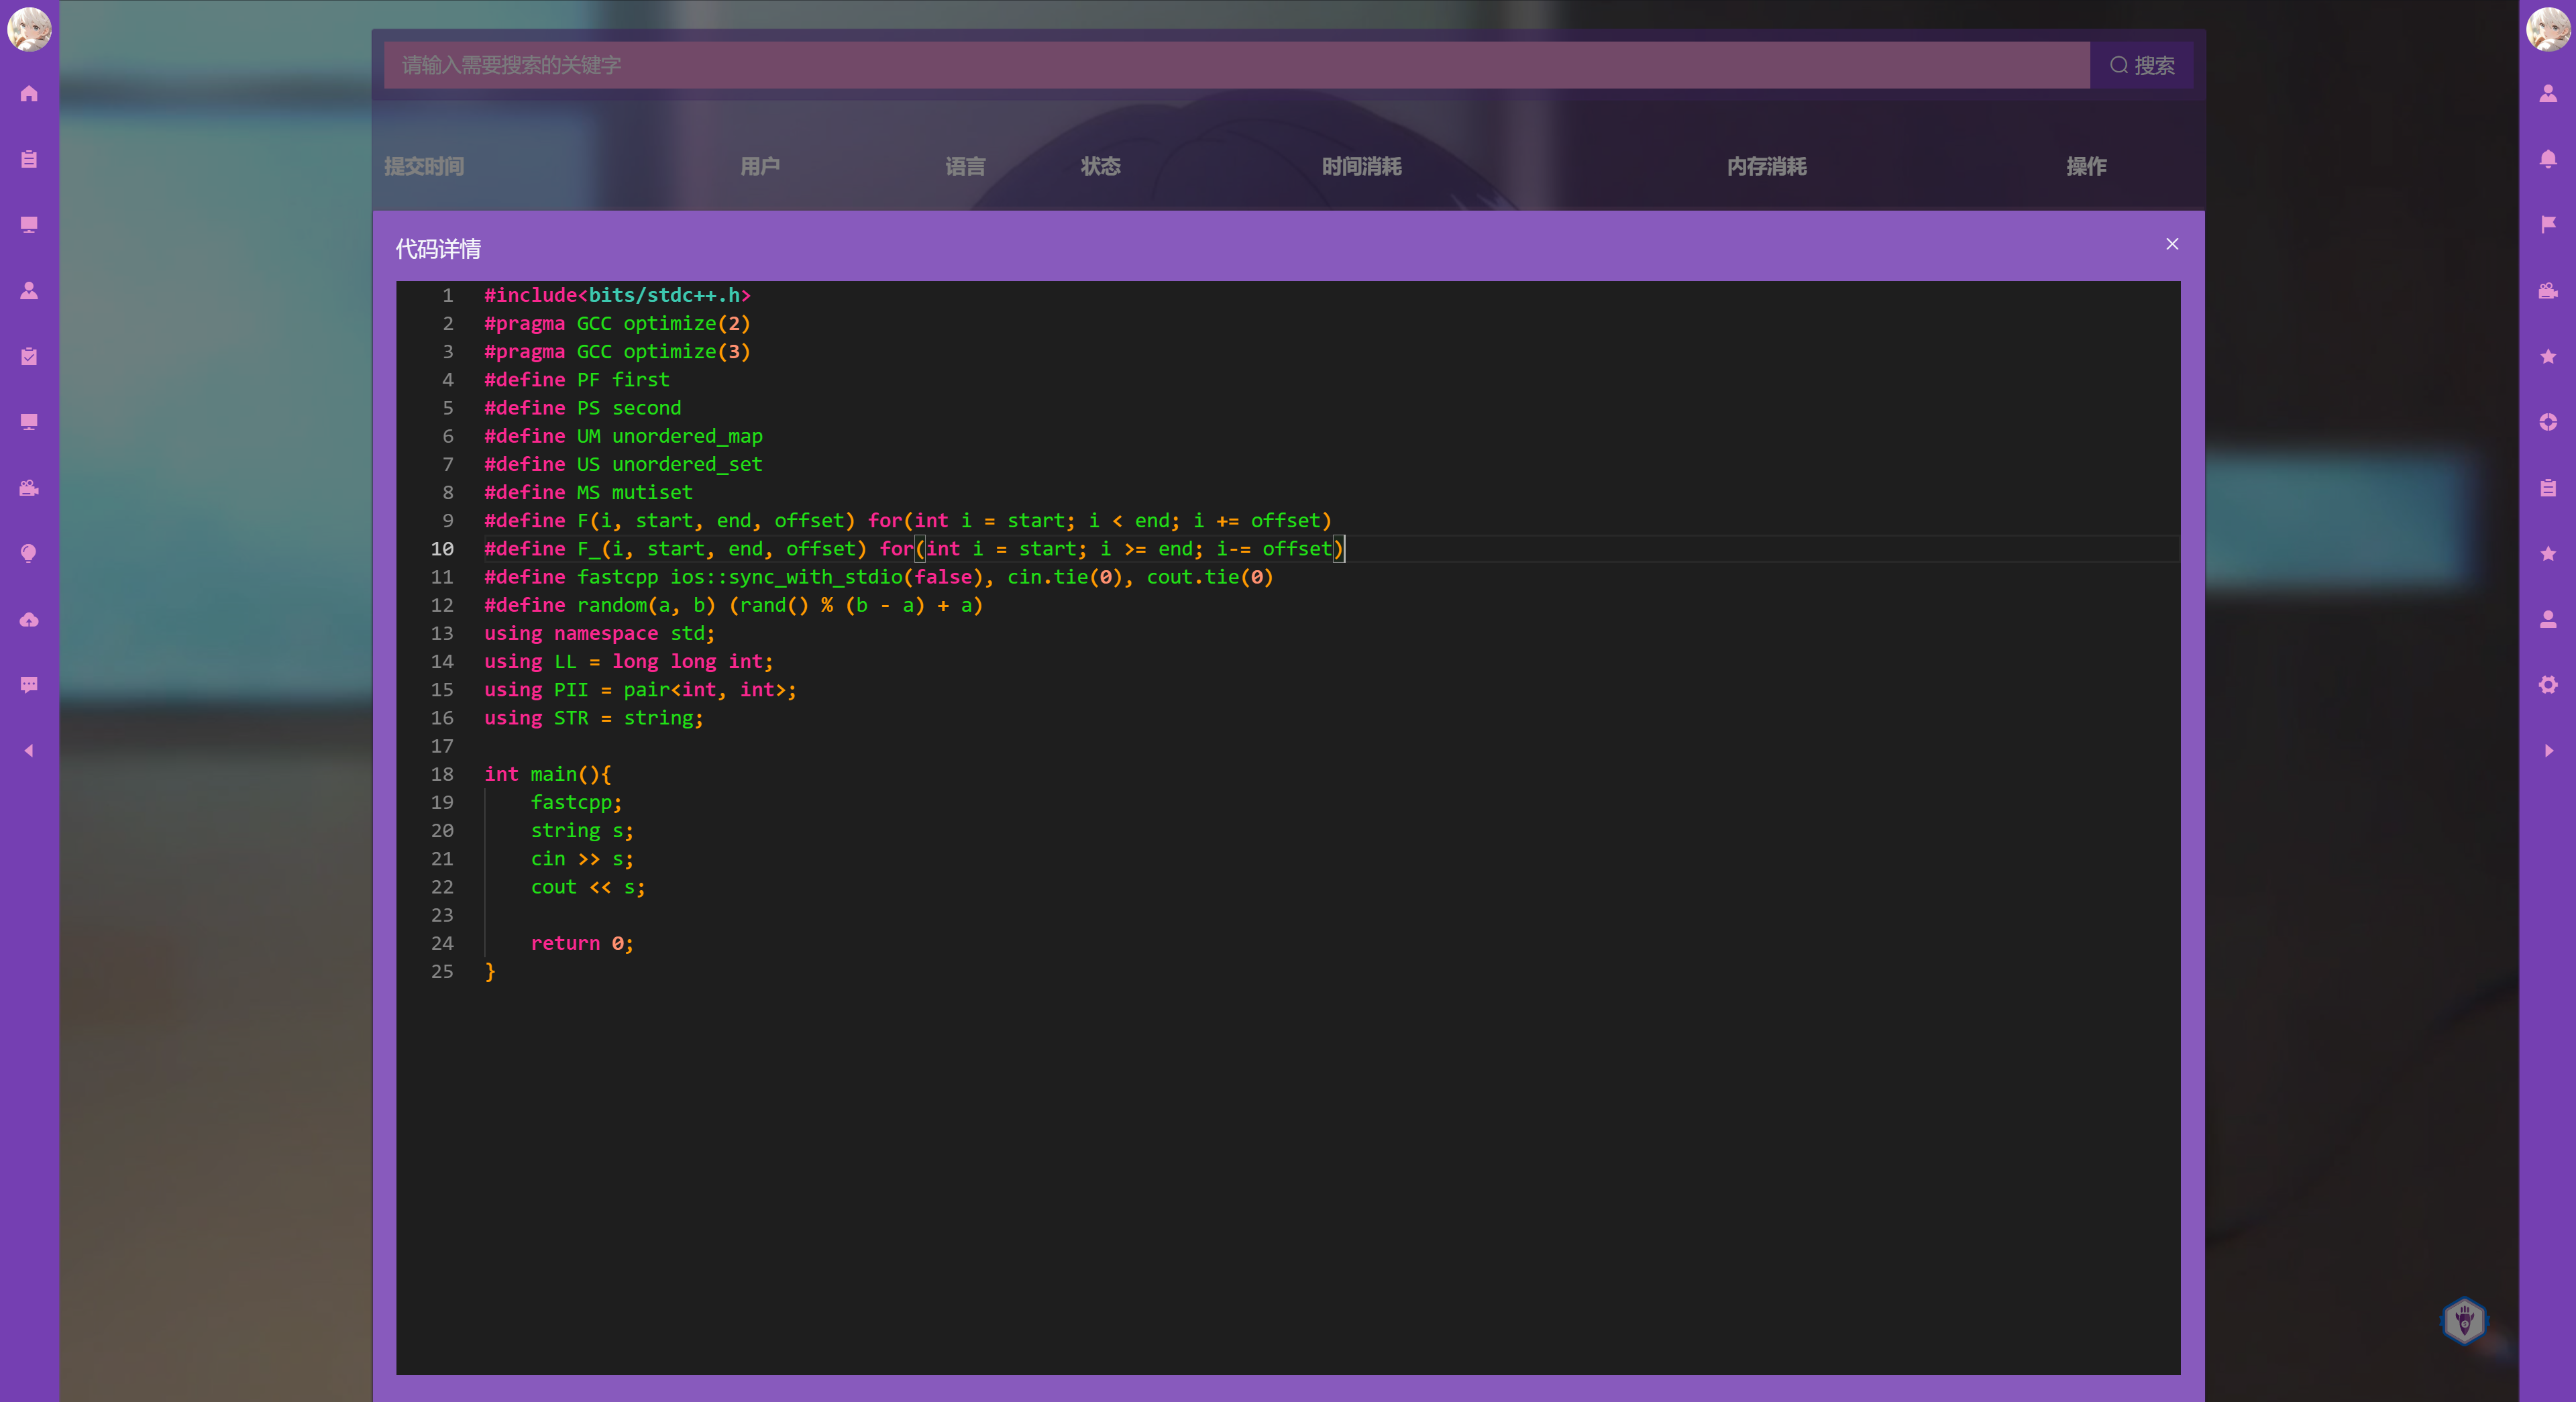 请输入需要搜索的关键字 搜索
提交时间 用户 语言 状态 时间消耗 内存消耗 操作
代码详情
1 #include<bits/stdc++.h>
2 #pragma GCC optimize(2)
3 #pragma GCC optimize(3)
4 #define PF first
5 #define PS second
6 #define UM unordered_map
7 #define US unordered_set
8 #define MS mutiset
9 #define F(i, start, end, offset) for(int i = start; i < end; i += offset)
10 #define F_(i, start, end, offset) for(int i = start; i >= end; i-= offset)
11 #define fastcpp ios::sync_with_stdio(false), cin.tie(0), cout.tie(0)
12 #define random(a, b) (rand() % (b - a) + a)
13 using namespace std;
14 using LL = long long int;
15 using PII = pair<int, int>;
16 using STR = string;
17
18 int main(){
19     fastcpp;
20     string s;
21     cin >> s;
22     cout << s;
23
24     return 0;
25 }